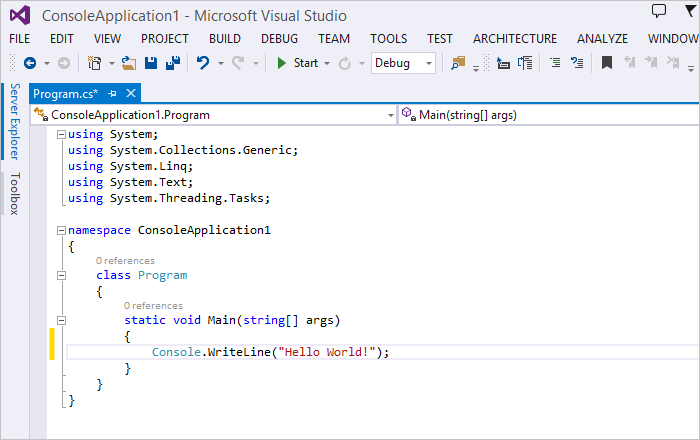 ConsoleApplication1 - Microsoft Visual Studio
FILE EDIT VIEW PROJECT BUILD DEBUG TEAM TOOLS TEST ARCHITECTURE ANALYZE WINDOW
Start Debug
Program.cs*
ConsoleApplication1.Program Main(string[] args)
Server Explorer
Toolbox
using System;
using System.Collections.Generic;
using System.Linq;
using System.Text;
using System.Threading.Tasks;
namespace ConsoleApplication1
{
0 references
class Program
{
0 references
static void Main(string[] args)
{
Console.WriteLine("Hello World!");
}
}
}